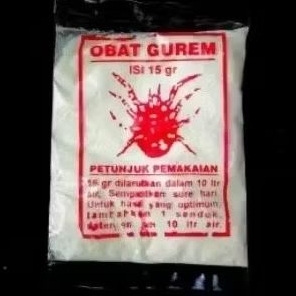 OBAT GUREM
ISI 15 gr
PETUNJUK PEMAKAIAN
15 gr dilarutkan dalam 10 ltr
air. Semprotkan sore hari.
Untuk hasil yang optimum,
tambahkan 1 sendok
10 ltr air.